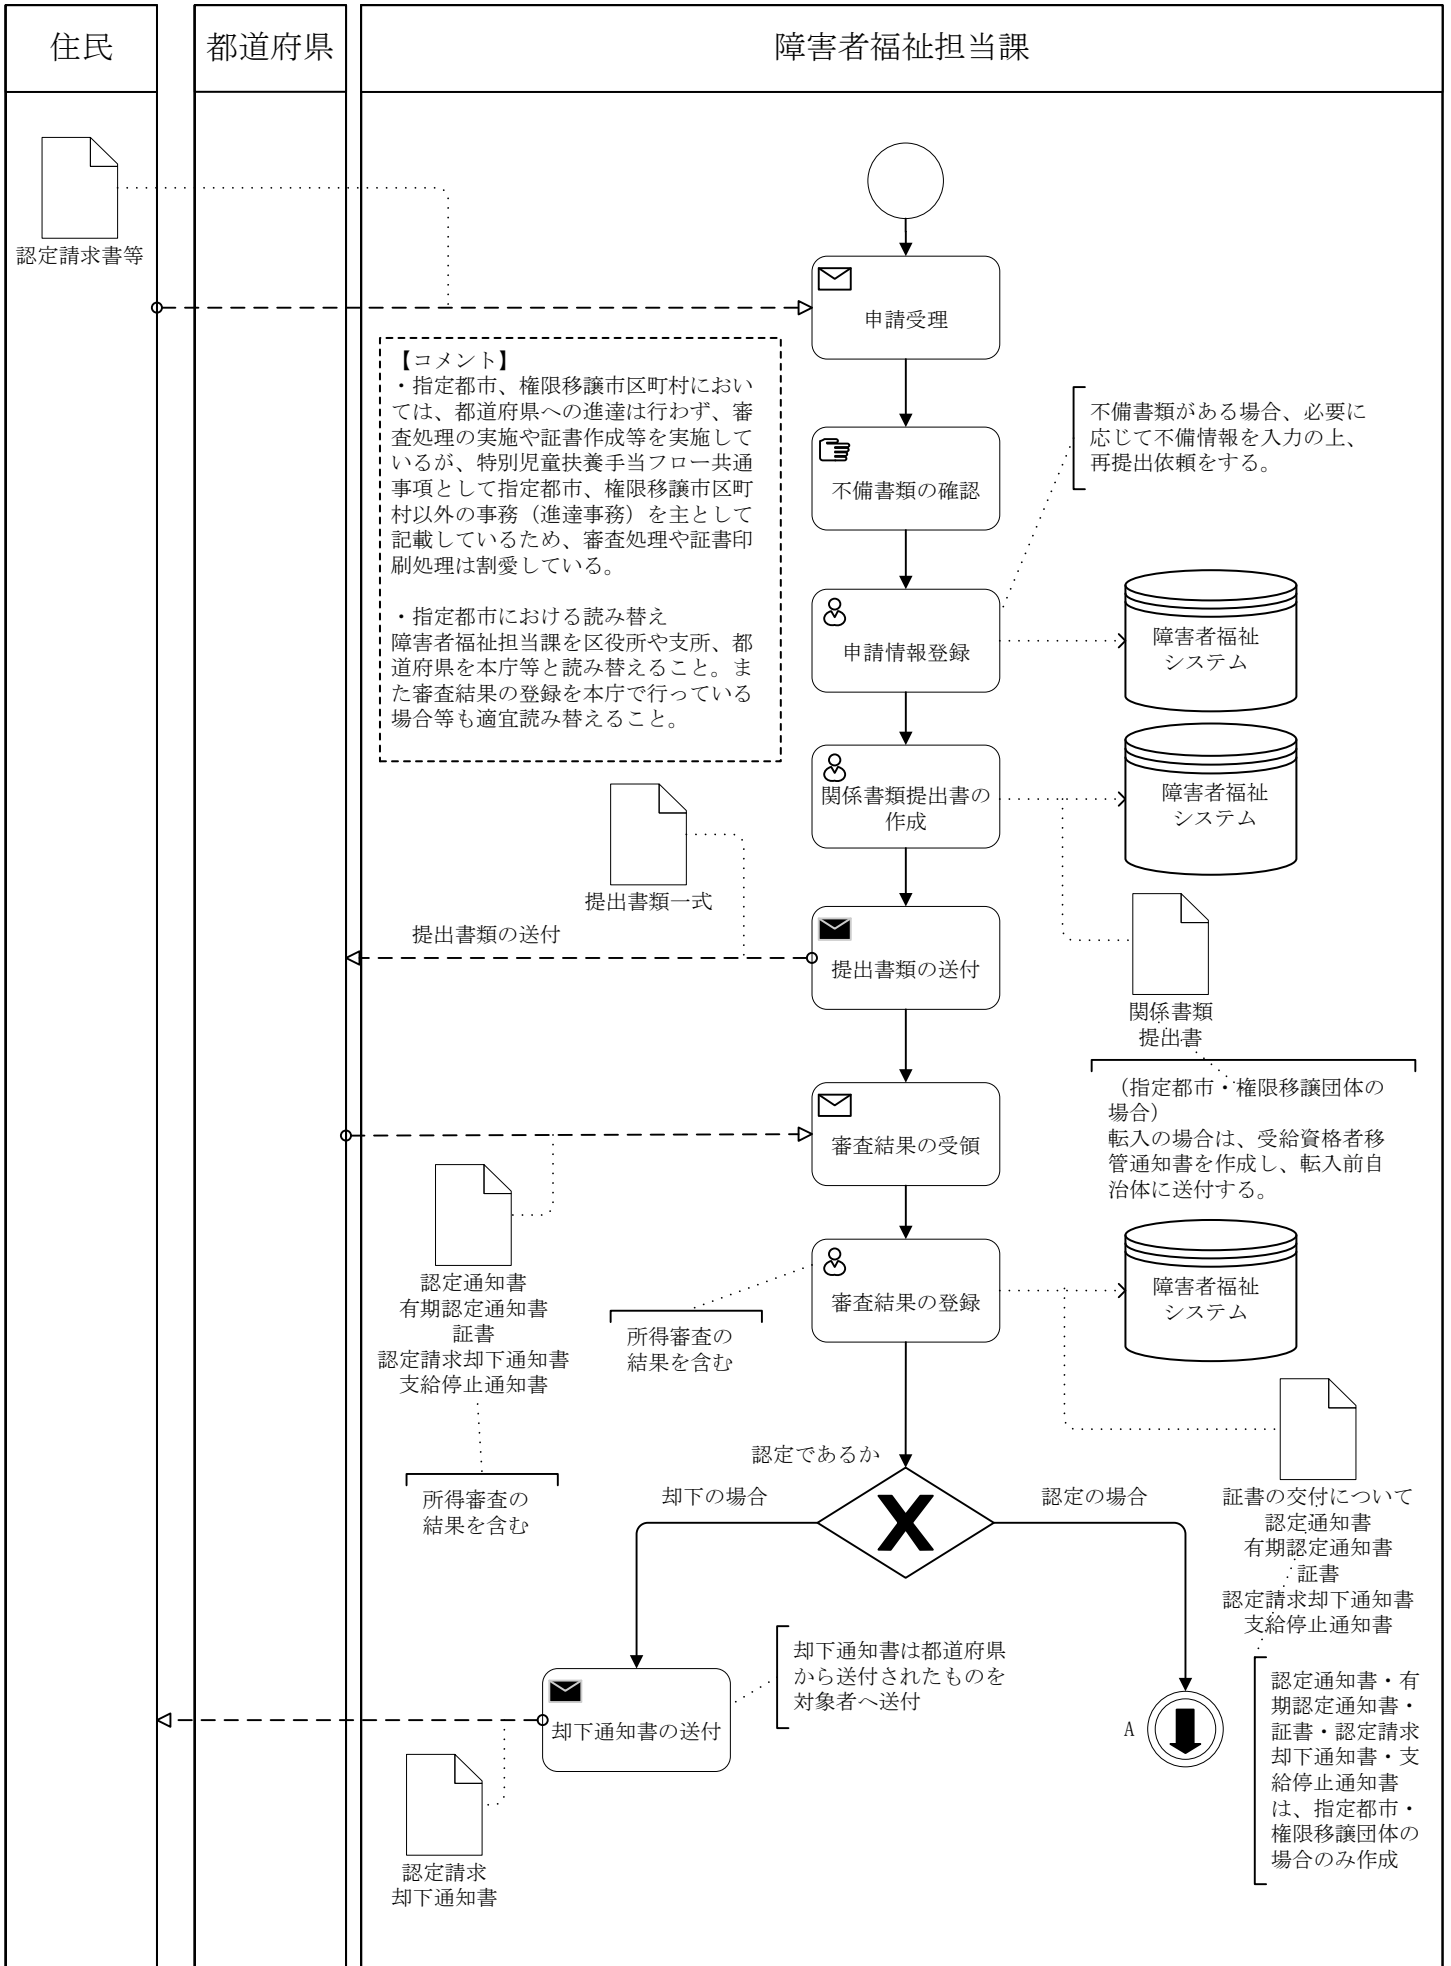 住民
都道府県
障害者福祉担当課
認定請求書等
申請受理
【コメント】
・指定都市、権限移譲市区町村におい
ては、都道府県への進達は行わず、審
査処理の実施や証書作成等を実施して
いるが、特別児童扶養手当フロー共通
事項として指定都市、権限移譲市区町
村以外の事務（進達事務）を主として
記載しているため、審査処理や証書印
刷処理は割愛している。
・指定都市における読み替え
障害者福祉担当課を区役所や支所、都
道府県を本庁等と読み替えること。ま
た審査結果の登録を本庁で行っている
場合等も適宜読み替えること。
不備書類がある場合、必要に
応じて不備情報を入力の上、
再提出依頼をする。
不備書類の確認
申請情報登録
障害者福祉
システム
関係書類提出書の
作成
障害者福祉
システム
提出書類一式
提出書類の送付
提出書類の送付
関係書類
提出書
（指定都市・権限移譲団体の
場合）
転入の場合は、受給資格者移
管通知書を作成し、転入前自
治体に送付する。
審査結果の受領
認定通知書
有期認定通知書
証書
認定請求却下通知書
支給停止通知書
所得審査の
結果を含む
審査結果の登録
所得審査の
結果を含む
障害者福祉
システム
認定であるか
却下の場合
認定の場合
証書の交付について
認定通知書
有期認定通知書
証書
認定請求却下通知書
支給停止通知書
却下通知書は都道府県
から送付されたものを
対象者へ送付
却下通知書の送付
A
認定通知書・有
期認定通知書・
証書・認定請求
却下通知書・支
給停止通知書
は、指定都市・
権限移譲団体の
場合のみ作成
認定請求
却下通知書